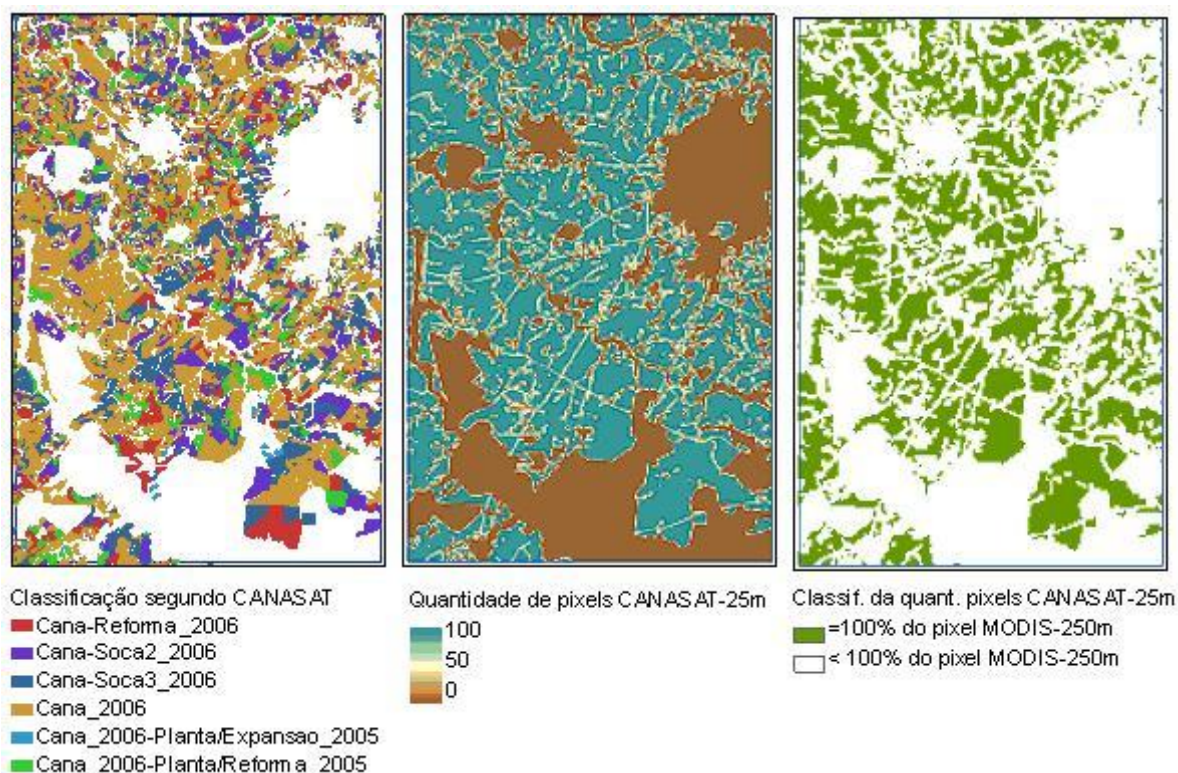 Classificação segundo CANASAT
Cana-Reforma_2006
Cana-Soca2_2006
Cana-Soca3_2006
Cana_2006
Cana_2006-Planta/Expansao_2005
Cana_2006-Planta/Reforma_2005
Quantidade de pixels CANASAT-25m
100
50
0
Classif. da quant. pixels CANASAT-25m
=100% do pixel MODIS-250m
< 100% do pixel MODIS-250m